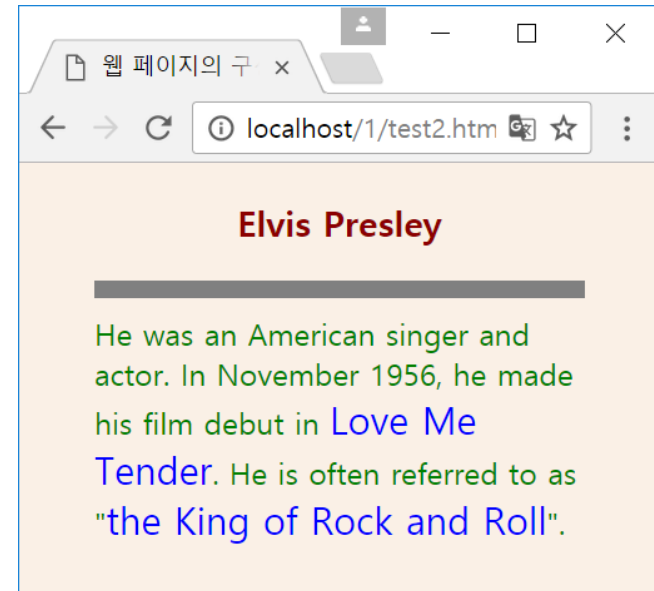 웹 페이지의 구
localhost/1/test2.htm
Elvis Presley
He was an American singer and
actor. In November 1956, he made
his film debut in Love Me
Tender. He is often referred to as
"the King of Rock and Roll".